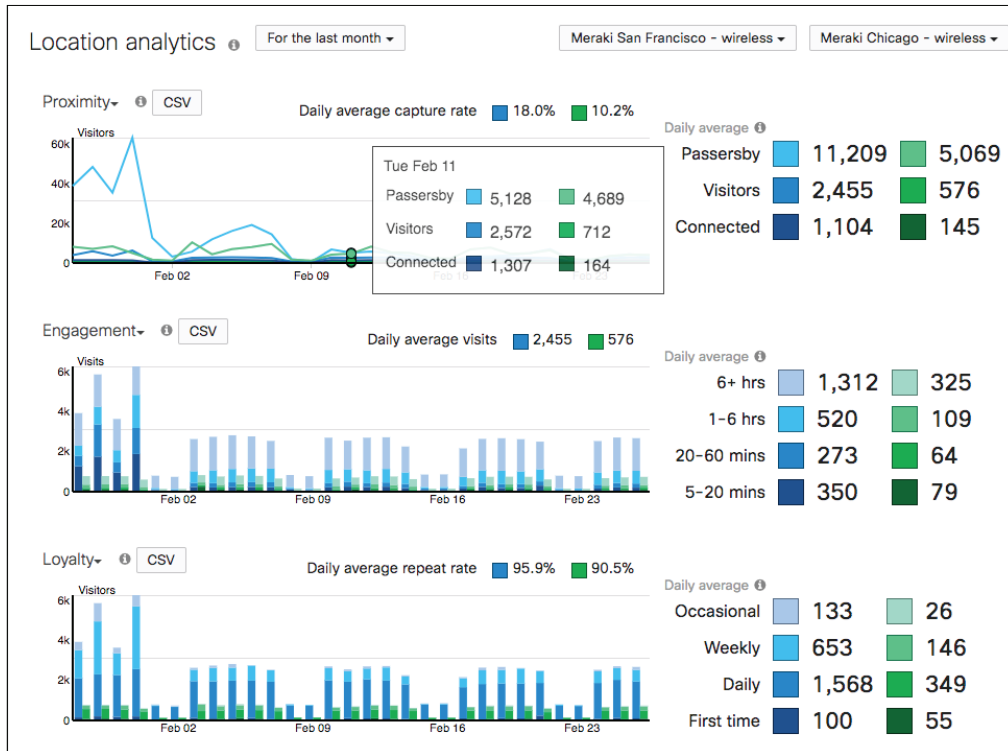 Location analytics
For the last month
Meraki San Francisco - wireless
Meraki Chicago - wireless
Proximity
CSV
Daily average capture rate 18.0% 10.2%
Visitors
60k
40k
20k
0
Feb 02
Feb 09
Feb 16
Feb 23
Tue Feb 11
Passersby 5,128 4,689
Visitors 2,572 712
Connected 1,307 164
Daily average
Passersby 11,209 5,069
Visitors 2,455 576
Connected 1,104 145
Engagement
CSV
Daily average visits 2,455 576
Visits
6k
4k
2k
0
Feb 02
Feb 09
Feb 16
Feb 23
Daily average
6+ hrs 1,312 325
1-6 hrs 520 109
20-60 mins 273 64
5-20 mins 350 79
Loyalty
CSV
Daily average repeat rate 95.9% 90.5%
Visitors
6k
4k
2k
0
Feb 02
Feb 09
Feb 16
Feb 23
Daily average
Occasional 133 26
Weekly 653 146
Daily 1,568 349
First time 100 55